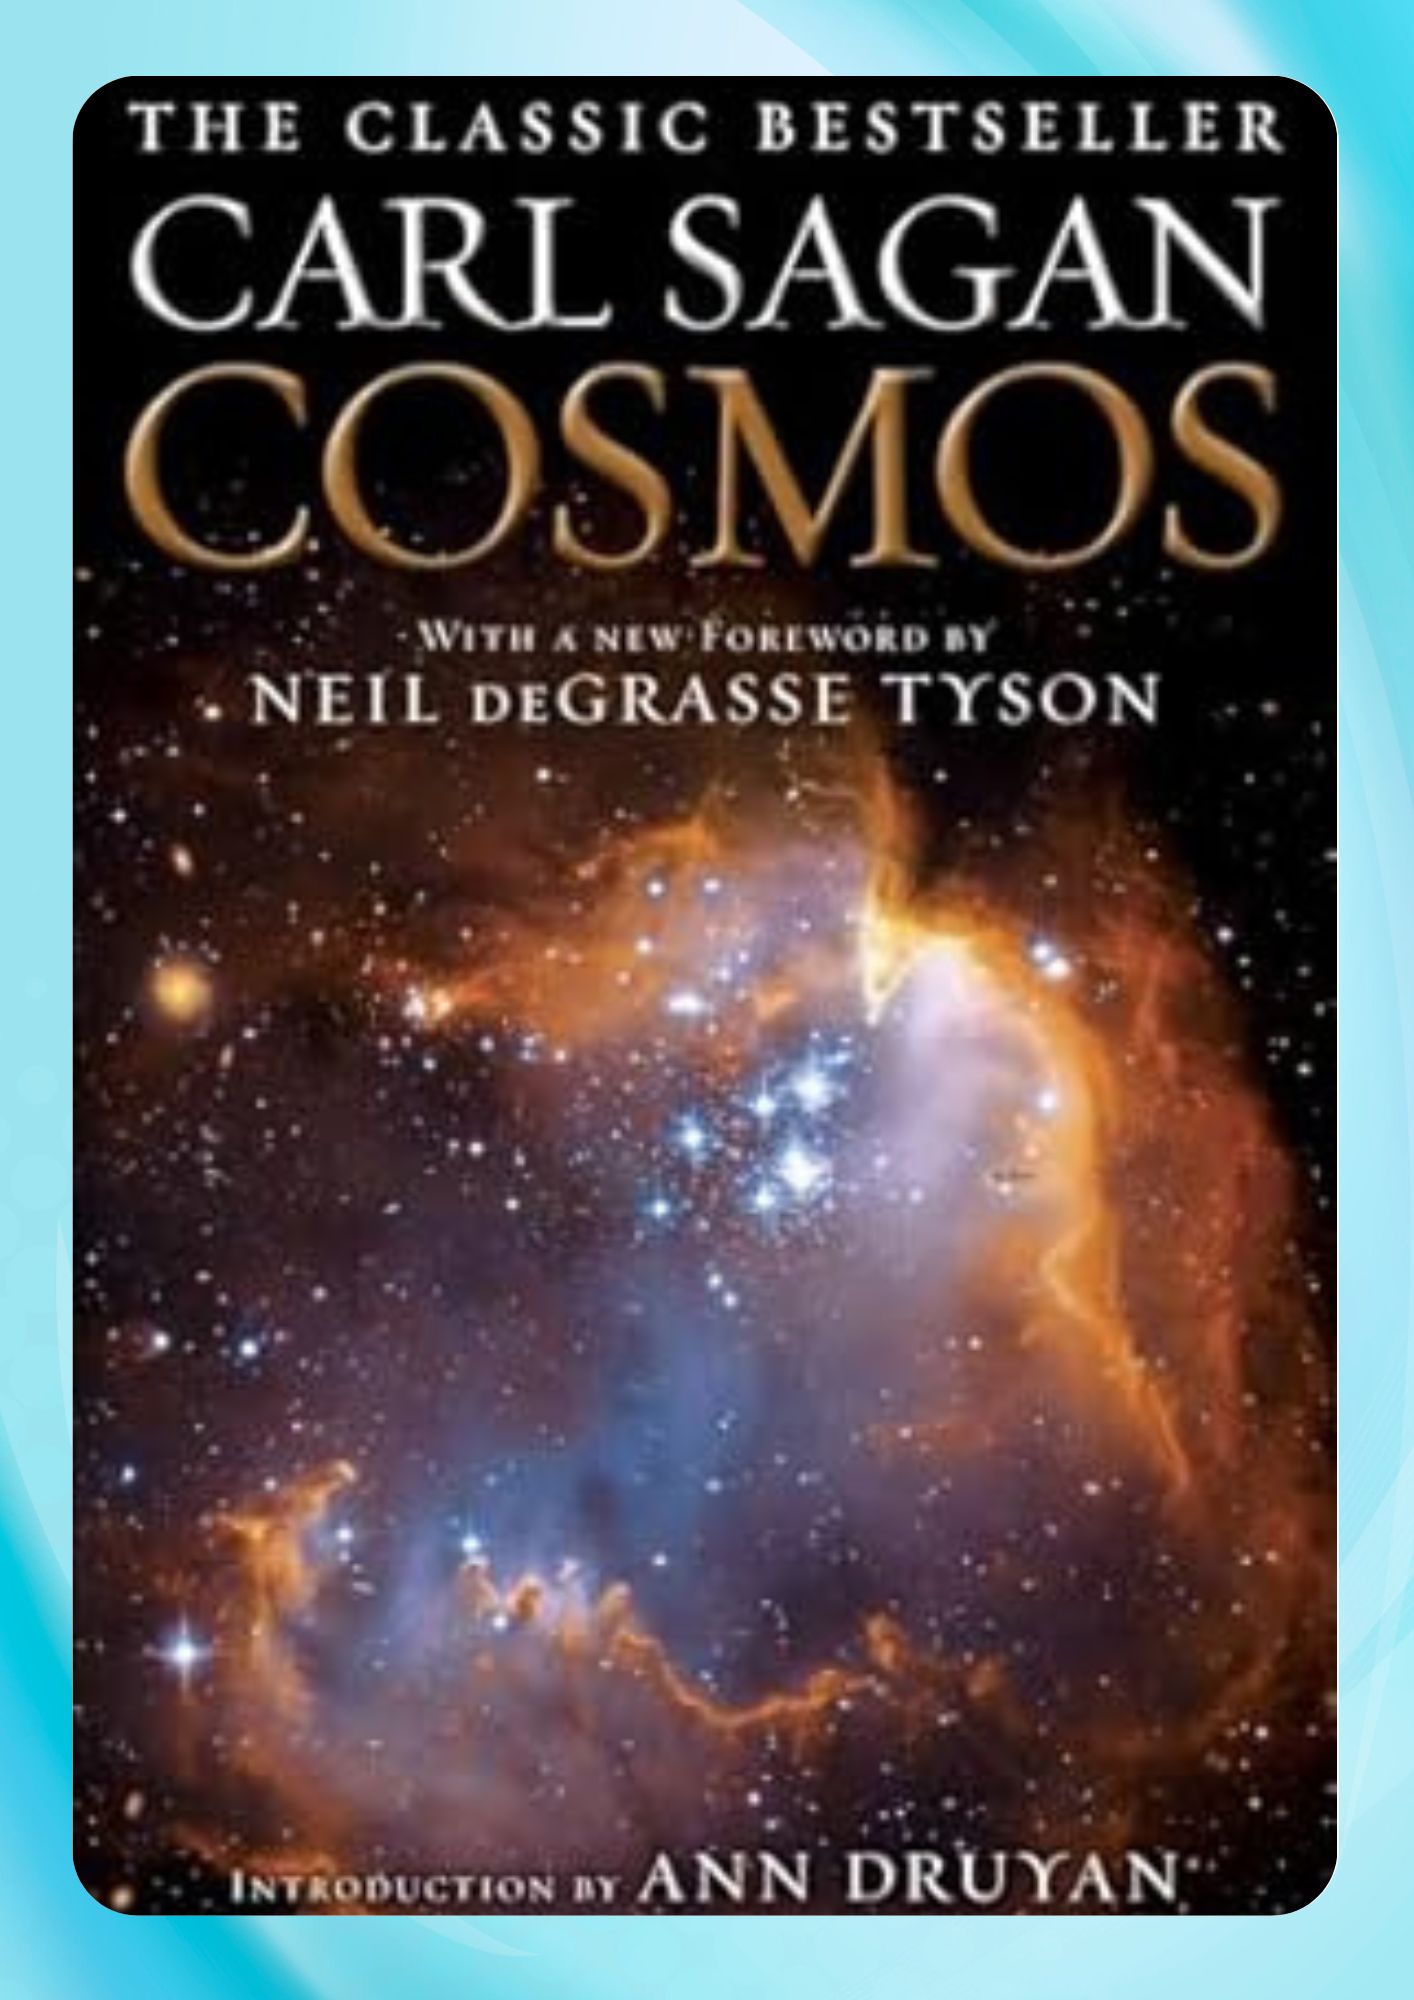 THE CLASSIC BESTSELLER
CARL SAGAN
COSMOS
WITH A NEW FOREWORD BY
NEIL deGRASSE TYSON
INTRODUCTION BY ANN DRUYAN